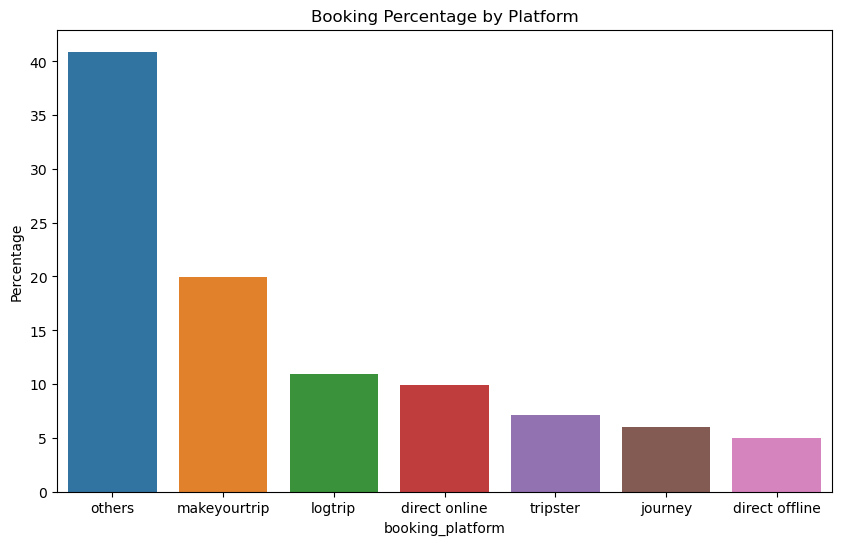 Booking Percentage by Platform
Percentage
40
35
30
25
20
15
10
5
0
others makeyourtrip logtrip direct online tripster journey direct offline
booking_platform